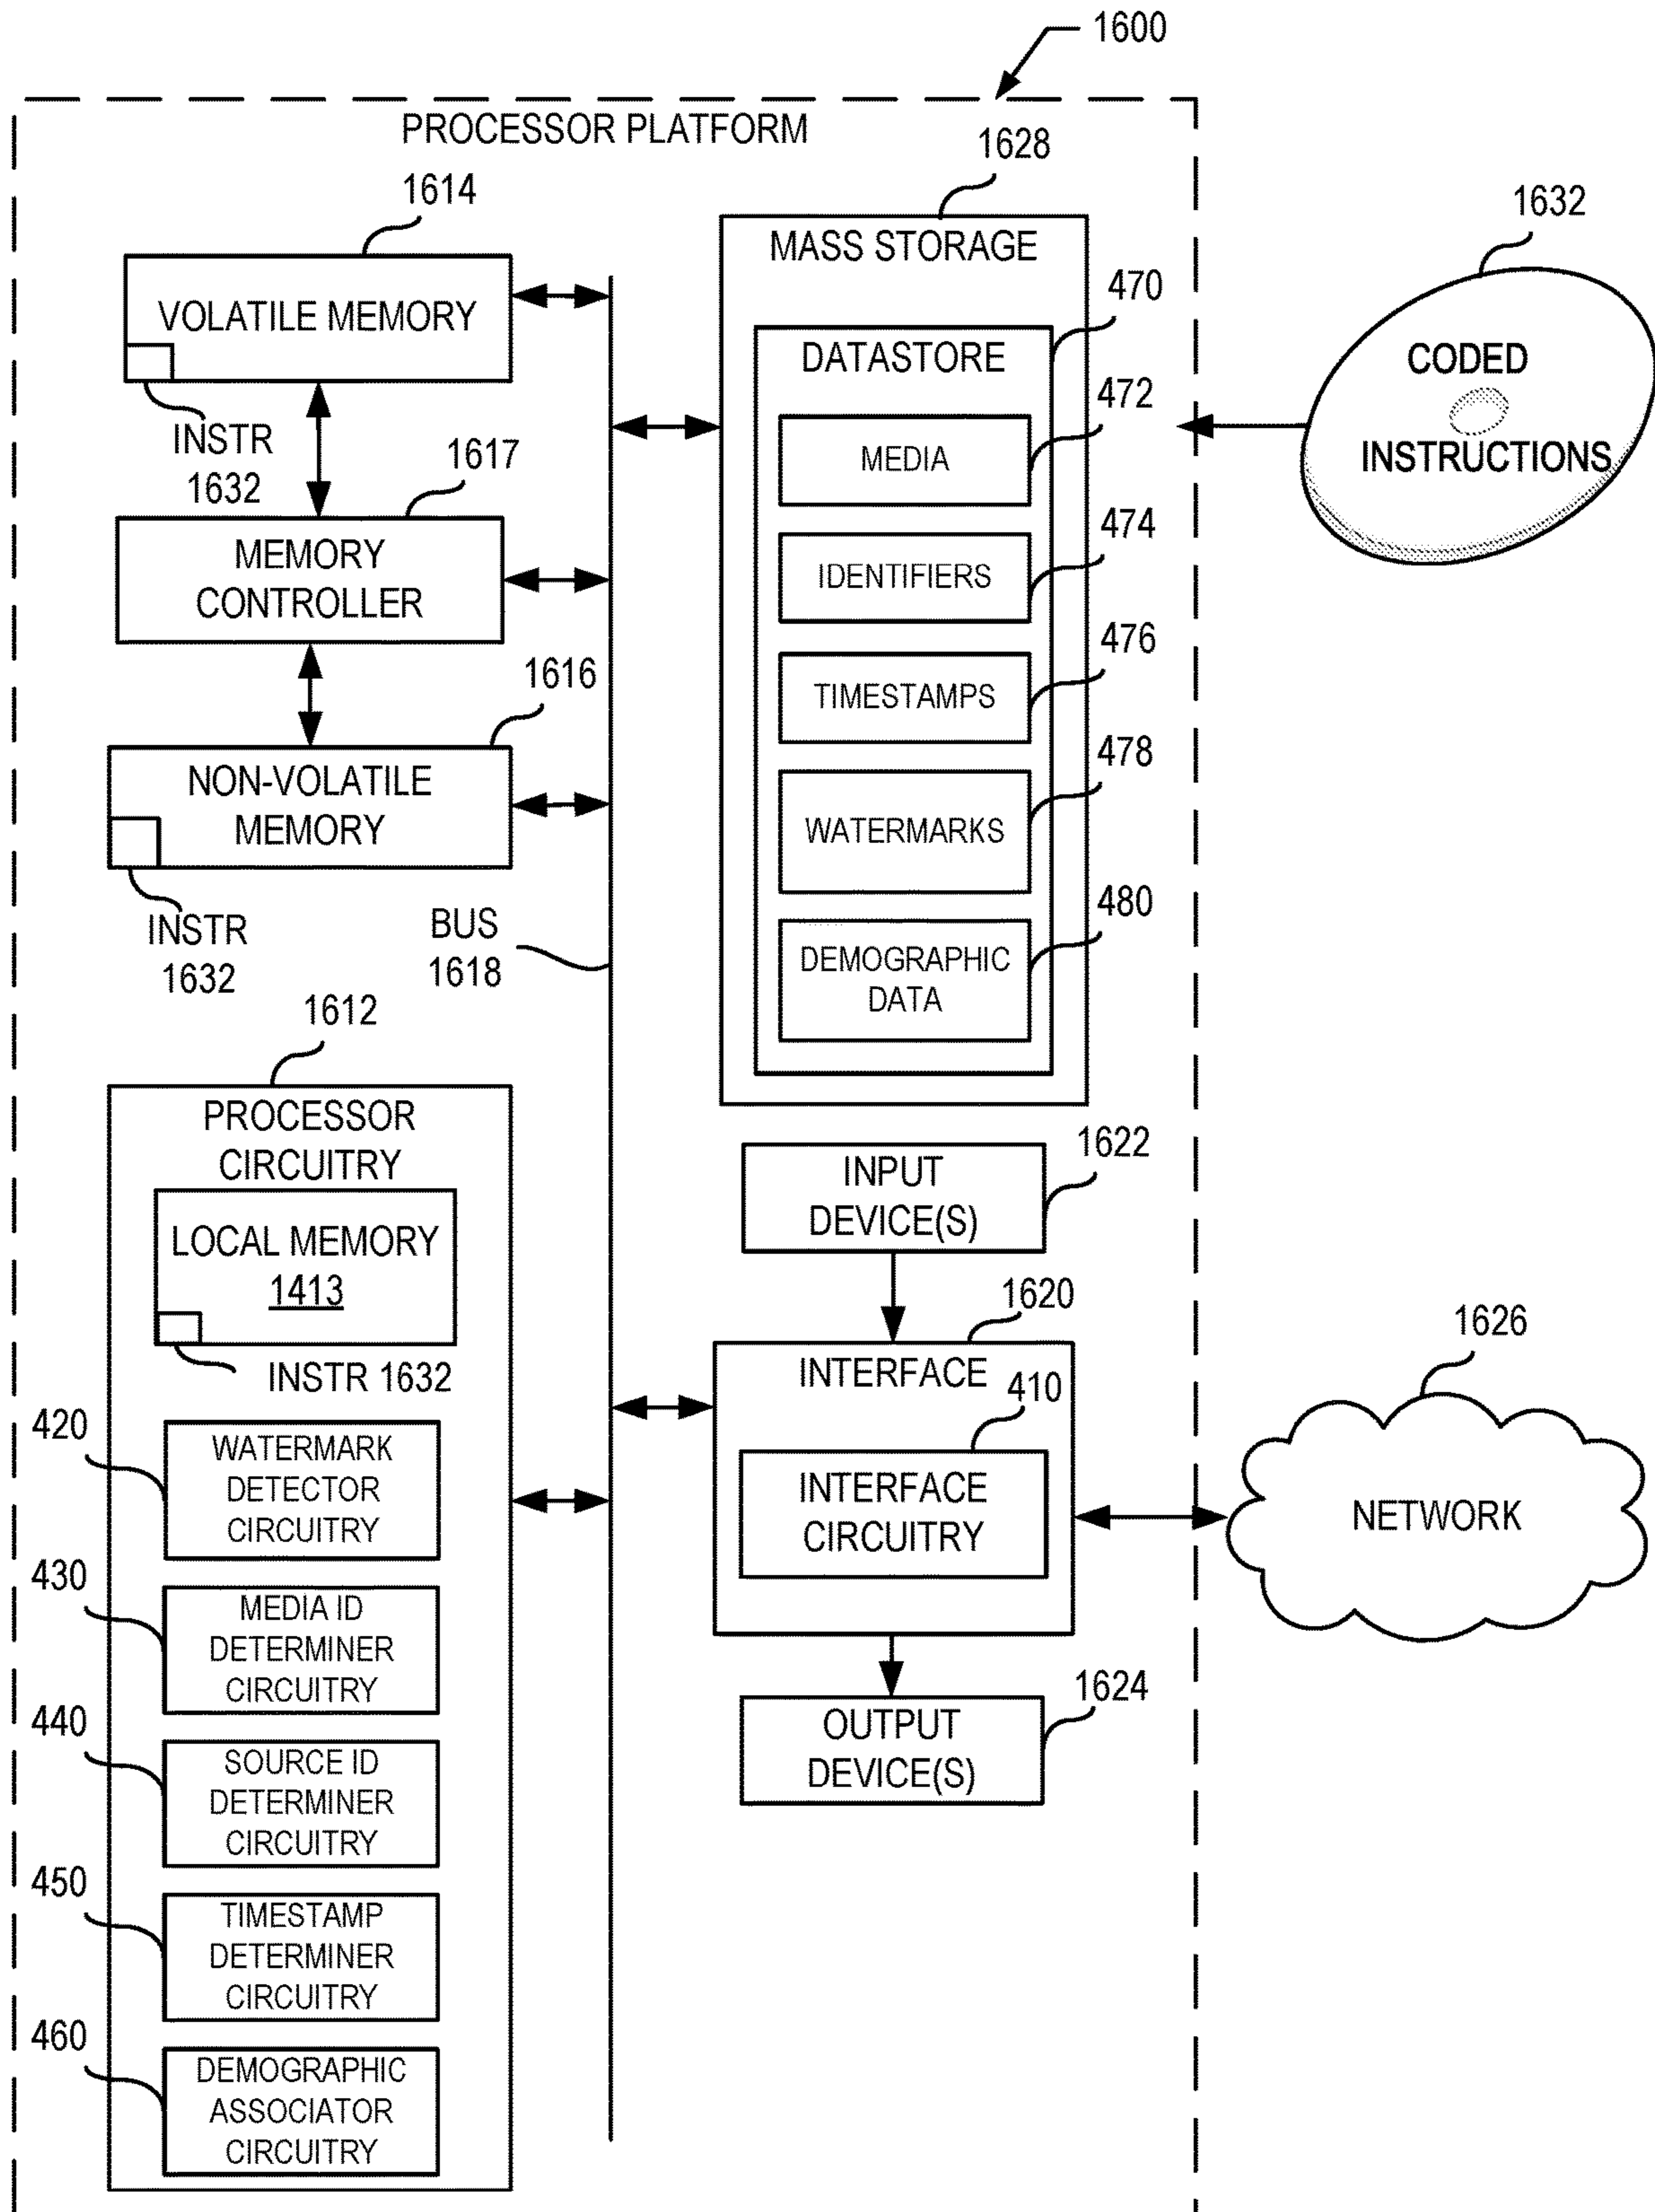 1600
PROCESSOR PLATFORM
1614
VOLATILE MEMORY
INSTR
1632
1617
MEMORY
CONTROLLER
1616
NON-VOLATILE
MEMORY
INSTR
1632
BUS
1618
1612
PROCESSOR
CIRCUITRY
LOCAL MEMORY
1413
INSTR 1632
420
WATERMARK
DETECTOR
CIRCUITRY
430
MEDIA ID
DETERMINER
CIRCUITRY
440
SOURCE ID
DETERMINER
CIRCUITRY
450
TIMESTAMP
DETERMINER
CIRCUITRY
460
DEMOGRAPHIC
ASSOCIATOR
CIRCUITRY
1628
MASS STORAGE
470
DATASTORE
472
MEDIA
474
IDENTIFIERS
476
TIMESTAMPS
478
WATERMARKS
480
DEMOGRAPHIC
DATA
1622
INPUT
DEVICE(S)
1620
INTERFACE
410
INTERFACE
CIRCUITRY
1624
OUTPUT
DEVICE(S)
1632
CODED
INSTRUCTIONS
1626
NETWORK